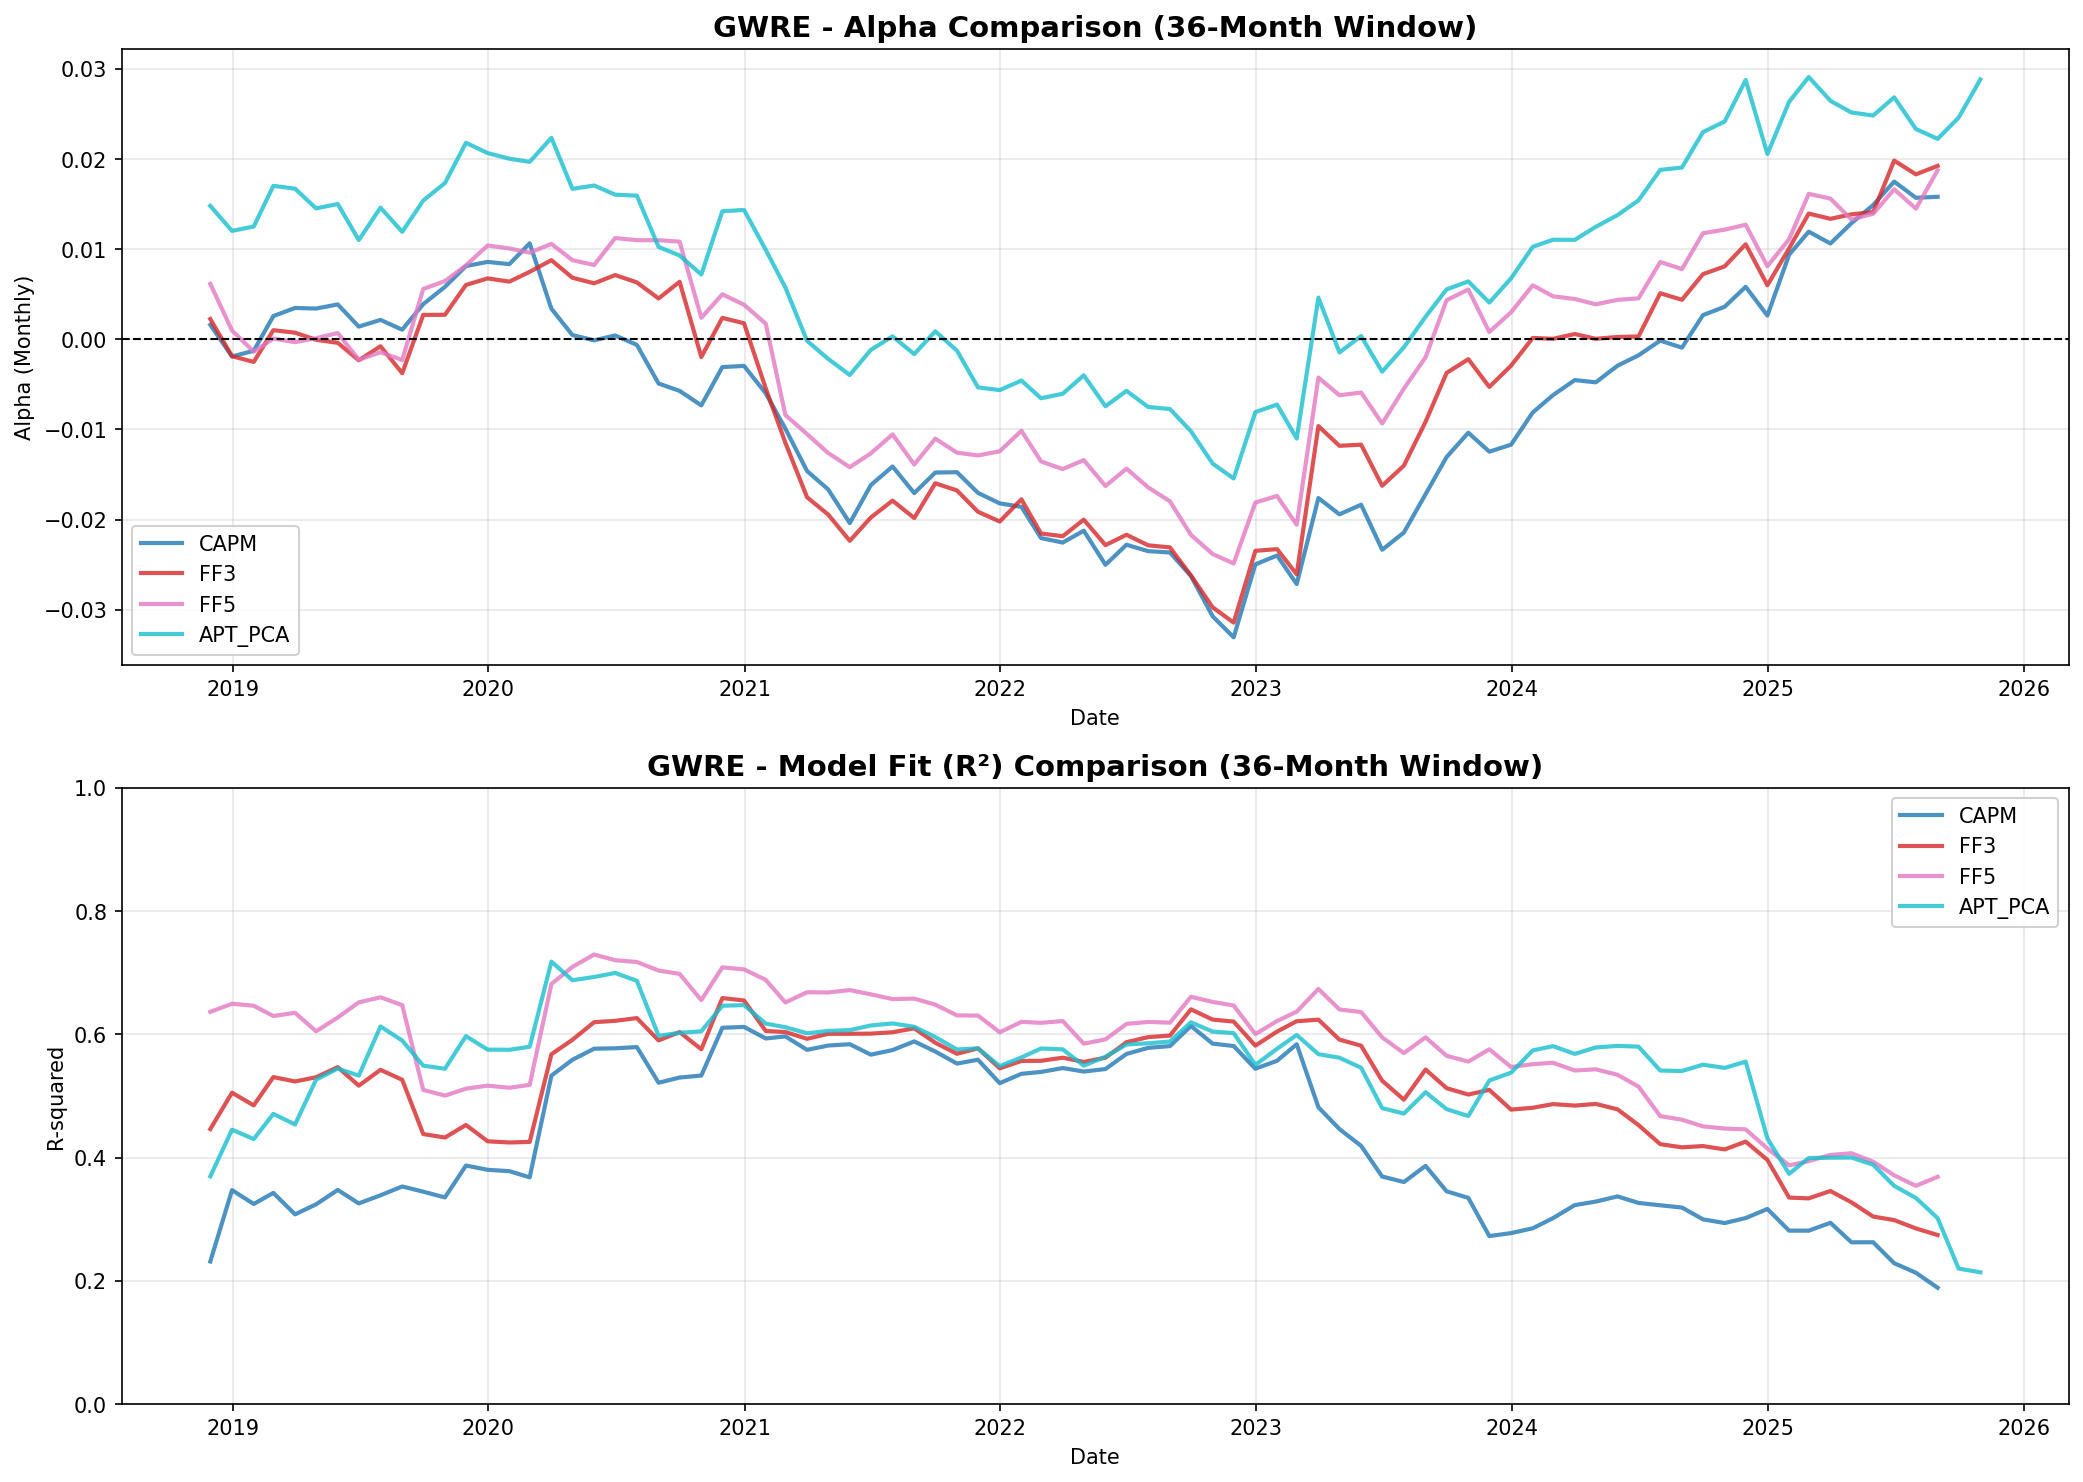 GWRE - Alpha Comparison (36-Month Window)
0.03
0.02
0.01
0.00
−0.01
−0.02
−0.03
Alpha (Monthly)
CAPM
FF3
FF5
APT_PCA
2019 2020 2021 2022 2023 2024 2025 2026
Date
GWRE - Model Fit (R²) Comparison (36-Month Window)
1.0
0.8
0.6
0.4
0.2
0.0
R-squared
CAPM
FF3
FF5
APT_PCA
2019 2020 2021 2022 2023 2024 2025 2026
Date